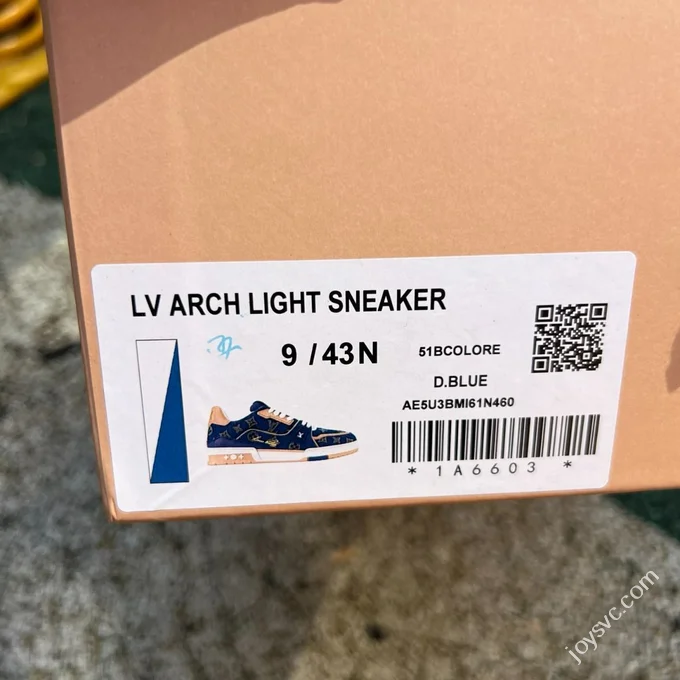 LV ARCH LIGHT SNEAKER
9 / 43N
51BCOLORE
D.BLUE
AE5U3BMI61N460
* 1A6603 *
joysvc.com